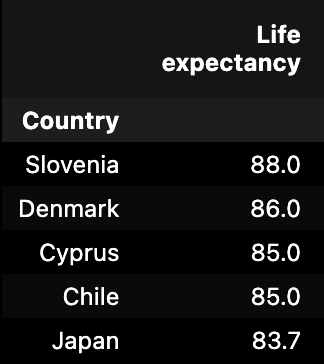 Life
expectancy
Country
Slovenia 88.0
Denmark 86.0
Cyprus 85.0
Chile 85.0
Japan 83.7